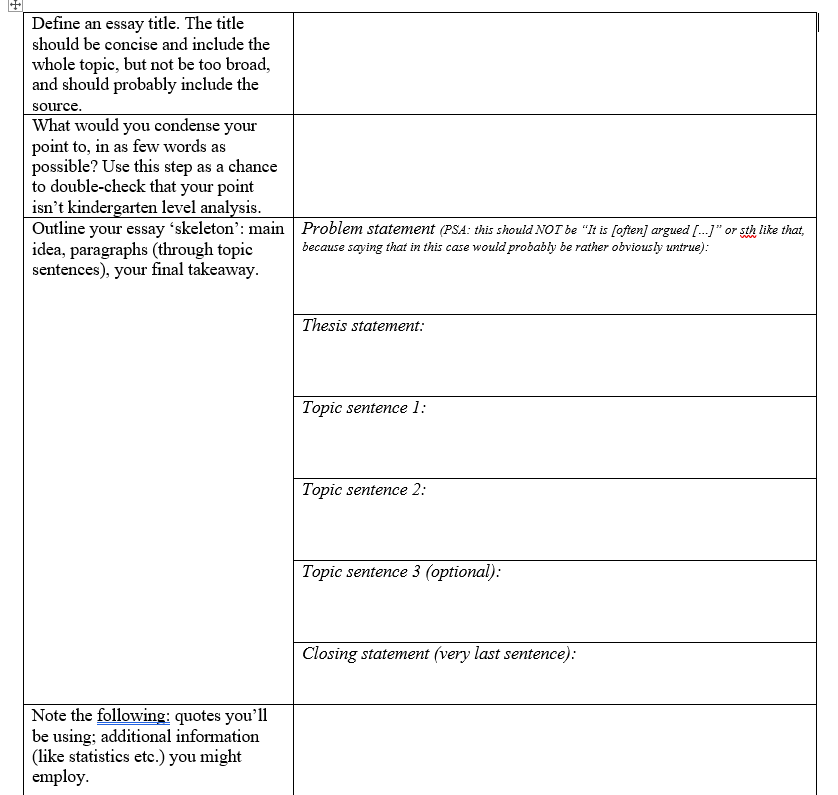 Define an essay title. The title
should be concise and include the
whole topic, but not be too broad,
and should probably include the
source.
What would you condense your
point to, in as few words as
possible? Use this step as a chance
to double-check that your point
isn’t kindergarten level analysis.
Outline your essay ‘skeleton’: main
idea, paragraphs (through topic
sentences), your final takeaway.
Problem statement (PSA: this should NOT be “It is [often] argued [...]” or sth like that,
because saying that in this case would probably be rather obviously untrue):
Thesis statement:
Topic sentence 1:
Topic sentence 2:
Topic sentence 3 (optional):
Closing statement (very last sentence):
Note the following: quotes you’ll
be using; additional information
(like statistics etc.) you might
employ.